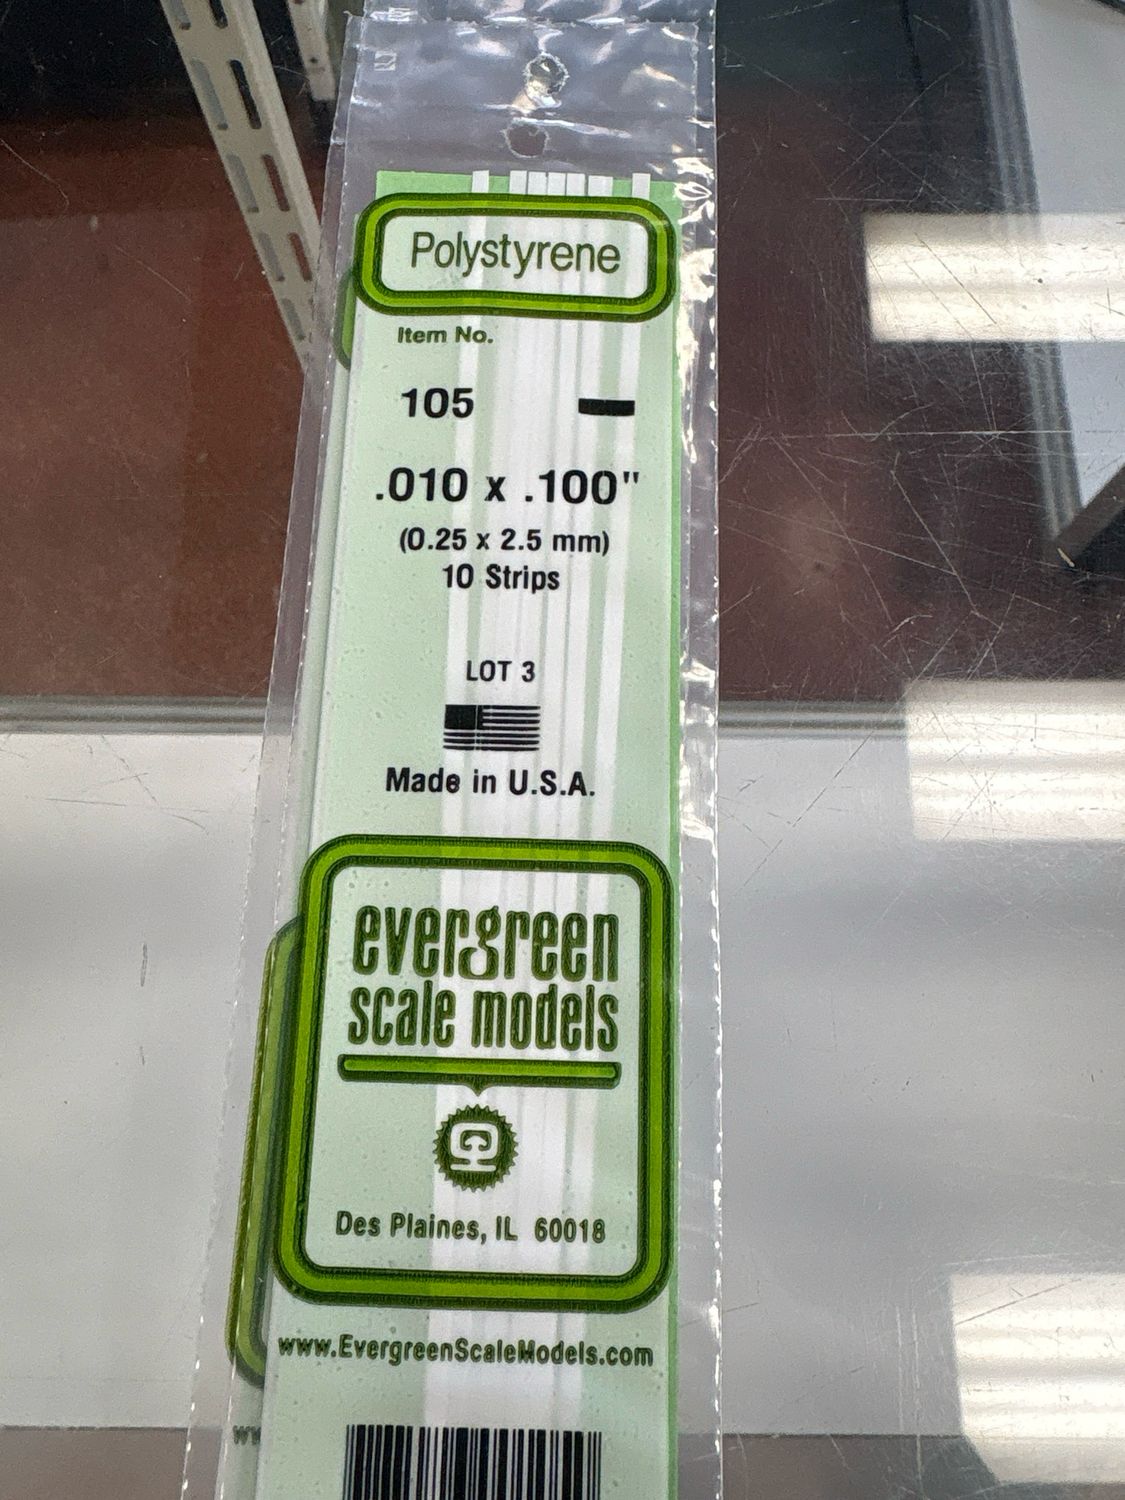 Polystyrene
Item No.
105
.010 x .100"
(0.25 x 2.5 mm)
10 Strips
LOT 3
Made in U.S.A.
evergreen
scale models
Des Plaines, IL 60018
www.EvergreenScaleModels.com